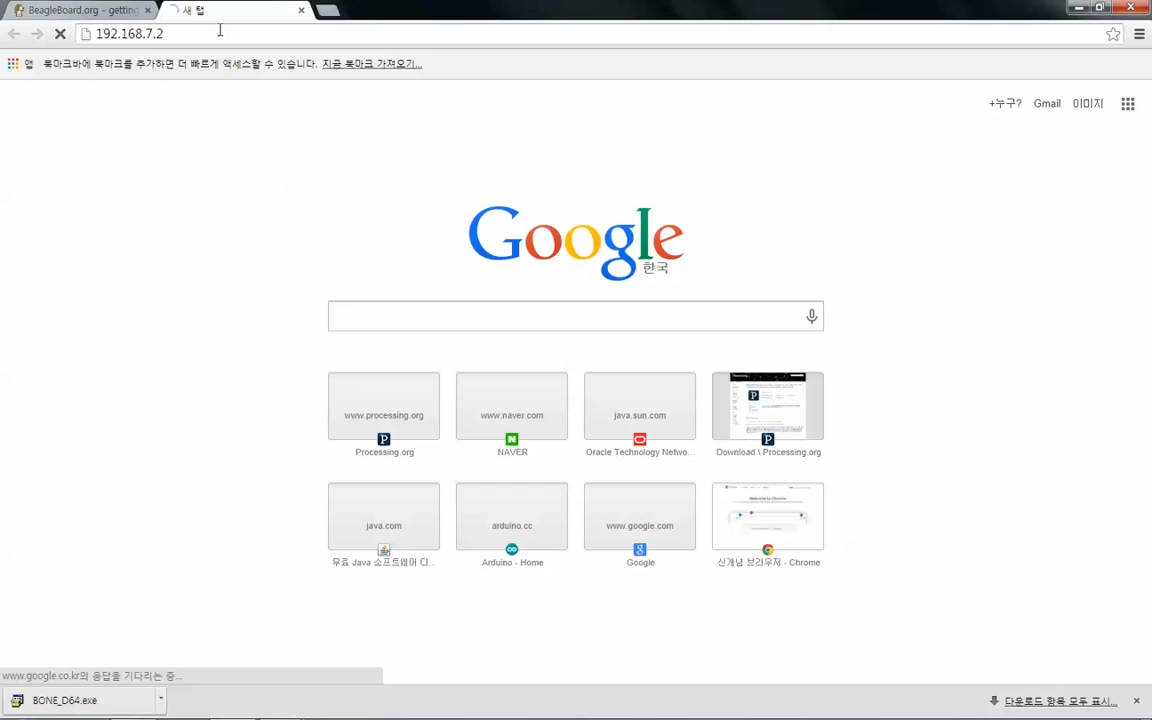 BeagleBoard.org - getting
새 탭
192.168.7.2
앱 북마크바에 북마크를 추가하면 더 빠르게 액세스할 수 있습니다. 지금 북마크 가져오기...
+누구? Gmail 이미지
Google
한국
www.processing.org
www.naver.com
java.sun.com
Processing.org
NAVER
Oracle Technology Netwo...
Download \ Processing.org
java.com
arduino.cc
www.google.com
무료 Java 소프트웨어 다...
Arduino - Home
Google
신개념 브라우저 - Chrome
www.google.co.kr의 응답을 기다리는 중...
BONE_D64.exe
다운로드 항목 모두 표시...